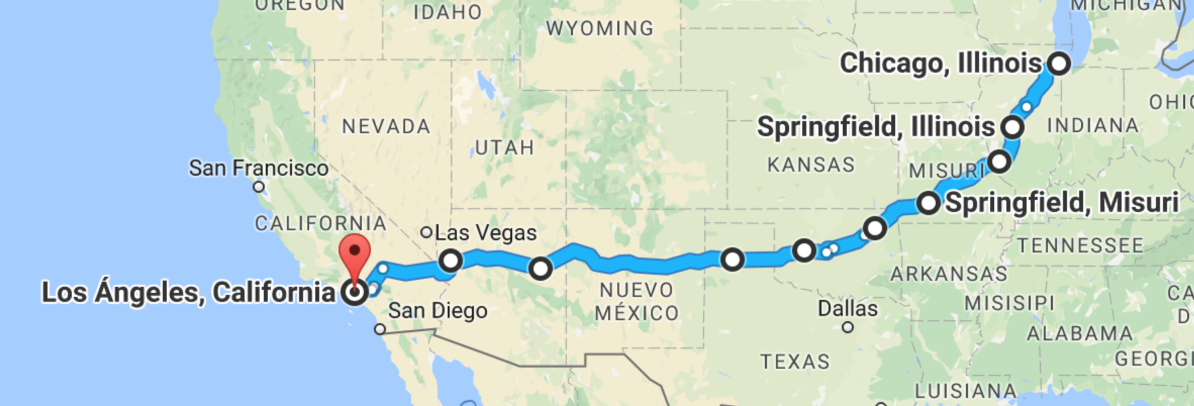 OREGON
IDAHO
WYOMING
MICHIGAN
Chicago, Illinois
OHIO
NEVADA
UTAH
Springfield, Illinois
INDIANA
KANSAS
San Francisco
MISURI
CALIFORNIA
Springfield, Misuri
Las Vegas
TENNESSEE
ARKANSAS
Los Ángeles, California
San Diego
NUEVO
MÉXICO
Dallas
MISISIPI
ALABAMA
TEXAS
LUISIANA